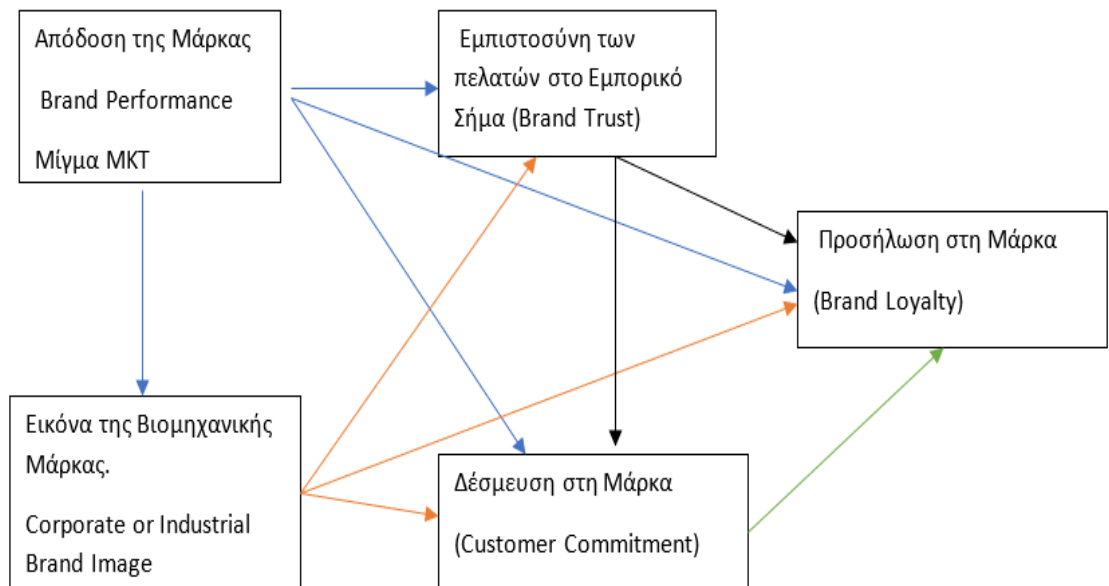 Απόδοση της Μάρκας
Brand Performance
Μίγμα ΜΚΤ
Εμπιστοσύνη των
πελατών στο Εμπορικό
Σήμα (Brand Trust)
Προσήλωση στη Μάρκα
(Brand Loyalty)
Εικόνα της Βιομηχανικής
Μάρκας.
Corporate or Industrial
Brand Image
Δέσμευση στη Μάρκα
(Customer Commitment)